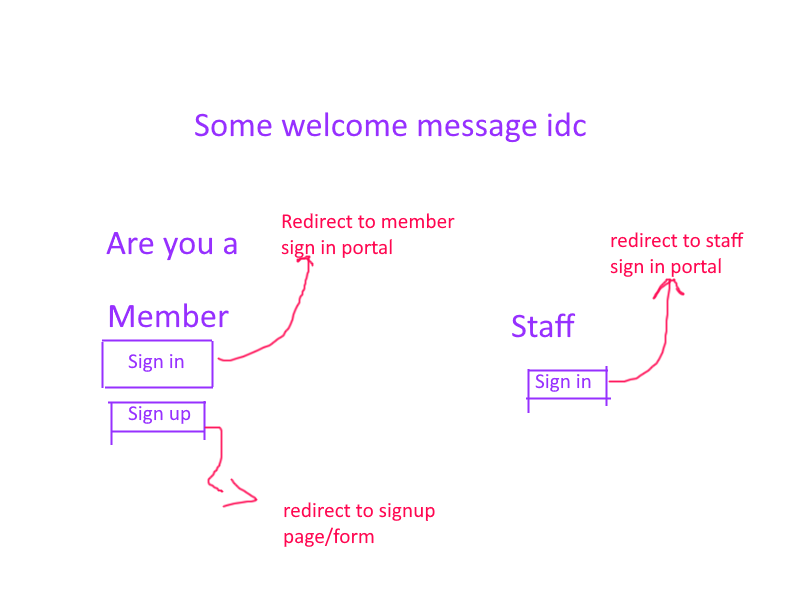 Some welcome message idc
Are you a
Redirect to member
sign in portal
redirect to staff
sign in portal
Member
Staff
Sign in
Sign in
Sign up
redirect to signup
page/form